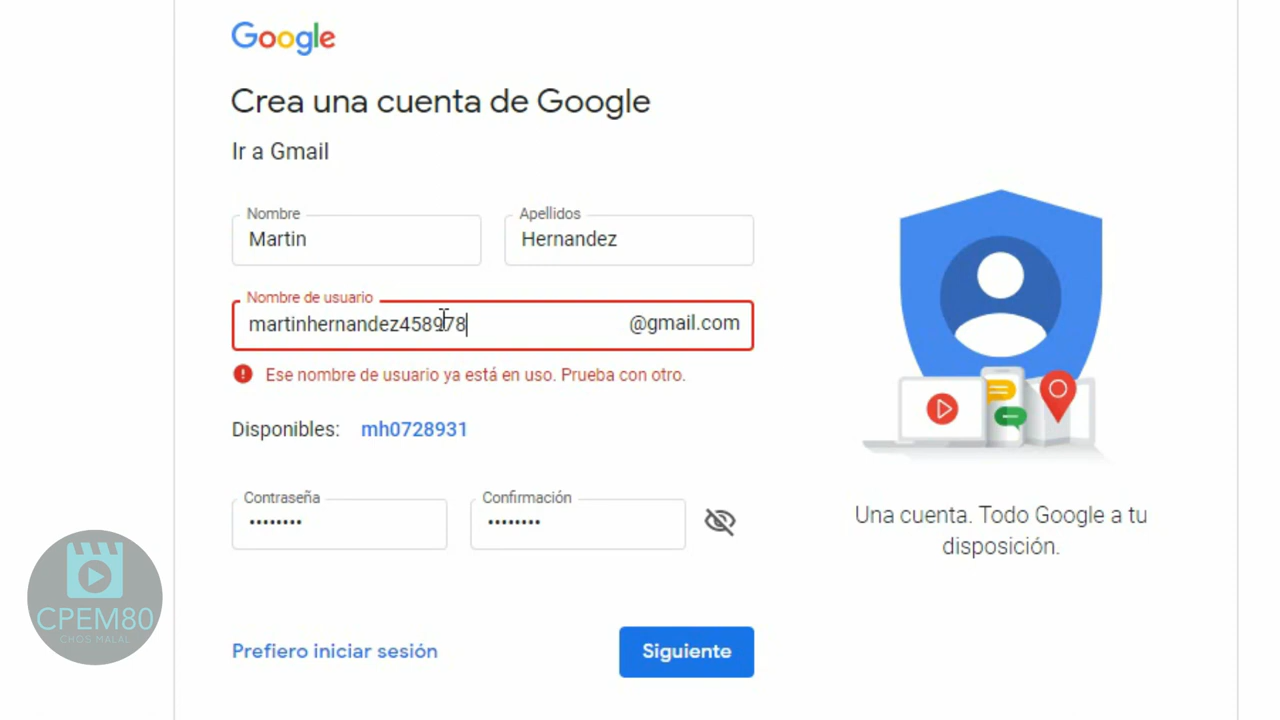 Google
Crea una cuenta de Google
Ir a Gmail
Nombre
Apellidos
Martin
Hernandez
Nombre de usuario
martinhernandez458978
@gmail.com
Ese nombre de usuario ya está en uso. Prueba con otro.
Disponibles: mh0728931
Contraseña
Confirmación
••••••••
••••••••
Una cuenta. Todo Google a tu
disposición.
CPEM80
CHOS MALAL
Prefiero iniciar sesión
Siguiente